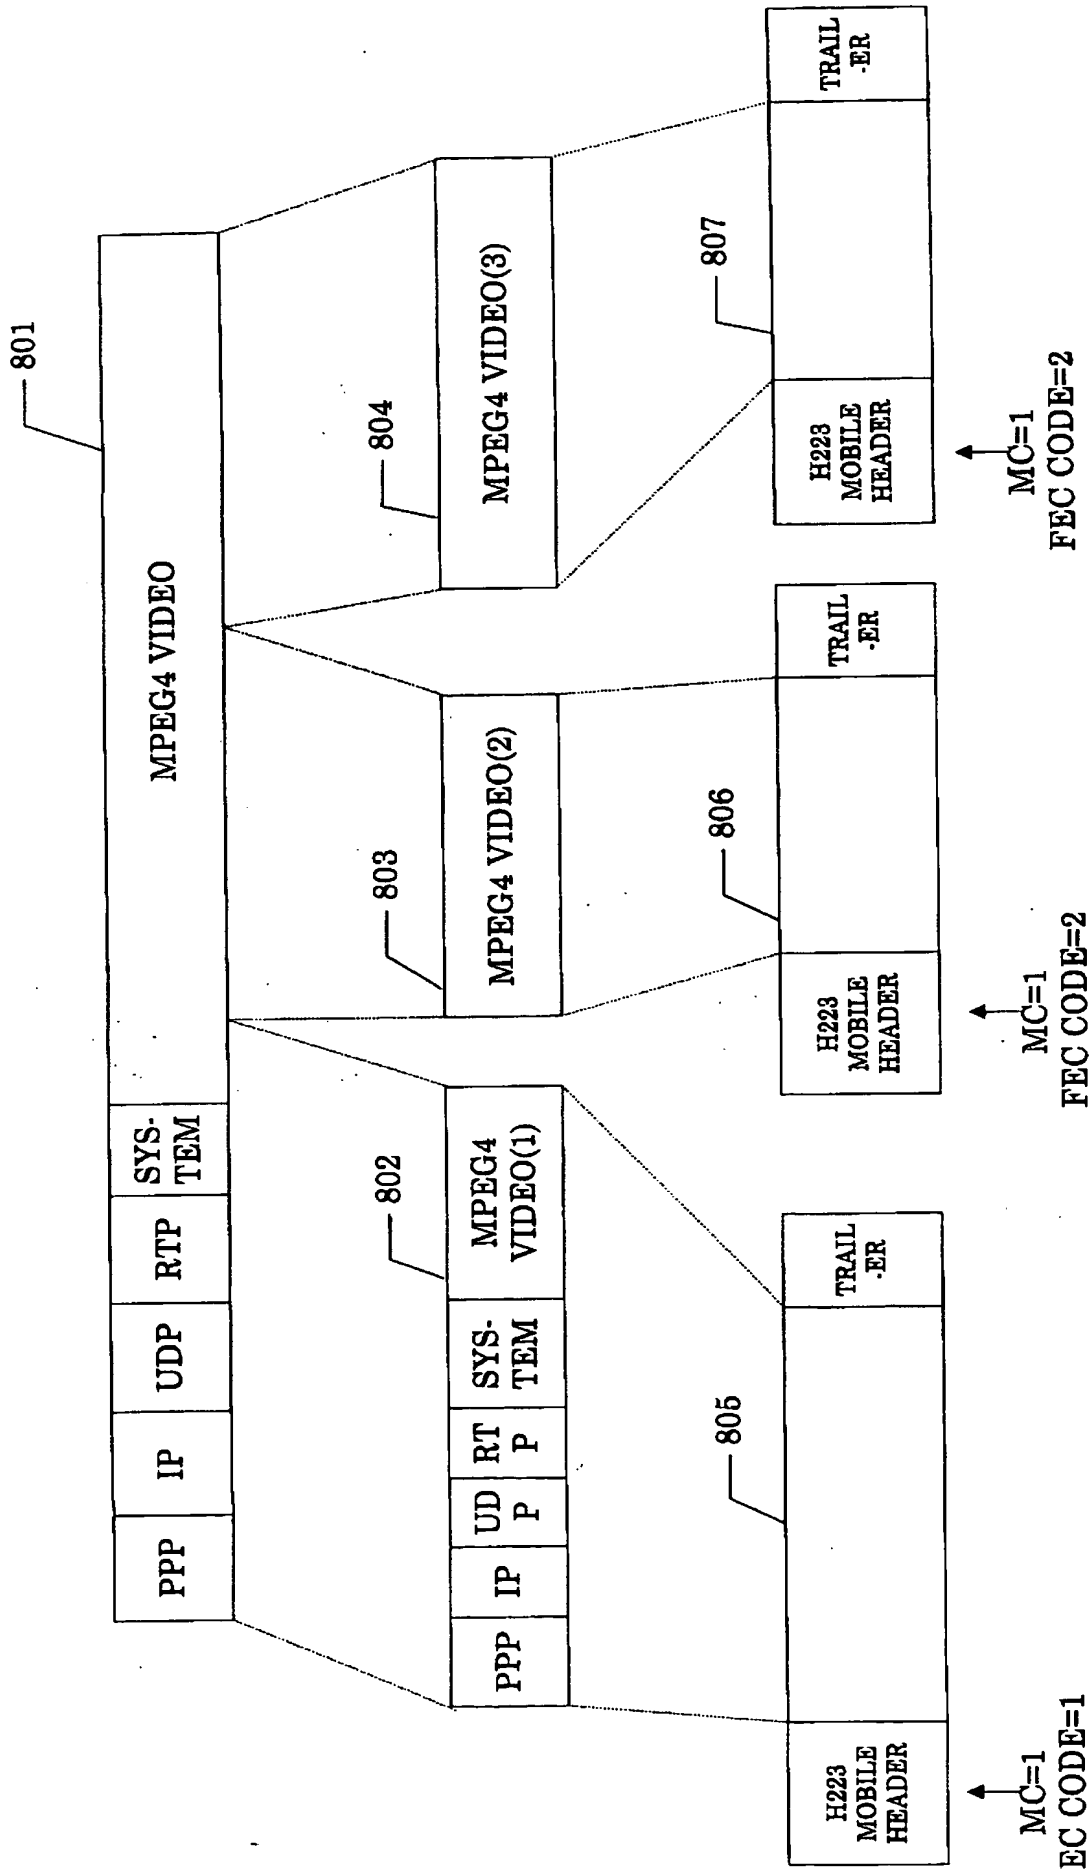 801
PPP
IP
UDP
RTP
SYS-
TEM
MPEG4 VIDEO
802
803
804
PPP
IP
UD
P
RT
P
SYS-
TEM
MPEG4
VIDEO(1)
MPEG4 VIDEO(2)
MPEG4 VIDEO(3)
805
806
807
H223
MOBILE
HEADER
TRAIL
-ER
H223
MOBILE
HEADER
TRAIL
-ER
H223
MOBILE
HEADER
TRAIL
-ER
MC=1
EC CODE=1
MC=1
FEC CODE=2
MC=1
FEC CODE=2